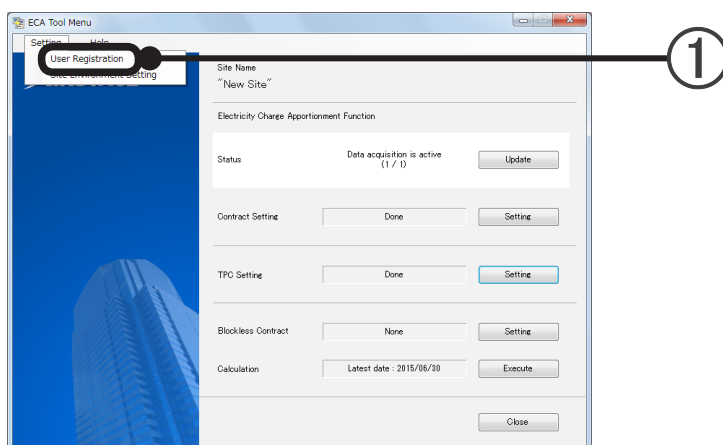 ECA Tool Menu
Setting Help
User Registration
Site Environment Setting
Site Name
"New Site"
Electricity Charge Apportionment Function
Status
Data acquisition is active
(1 / 1)
Update
Contract Setting
Done
Setting
TPC Setting
Done
Setting
Blockless Contract
None
Setting
Calculation
Latest date : 2015/06/30
Execute
Close
1